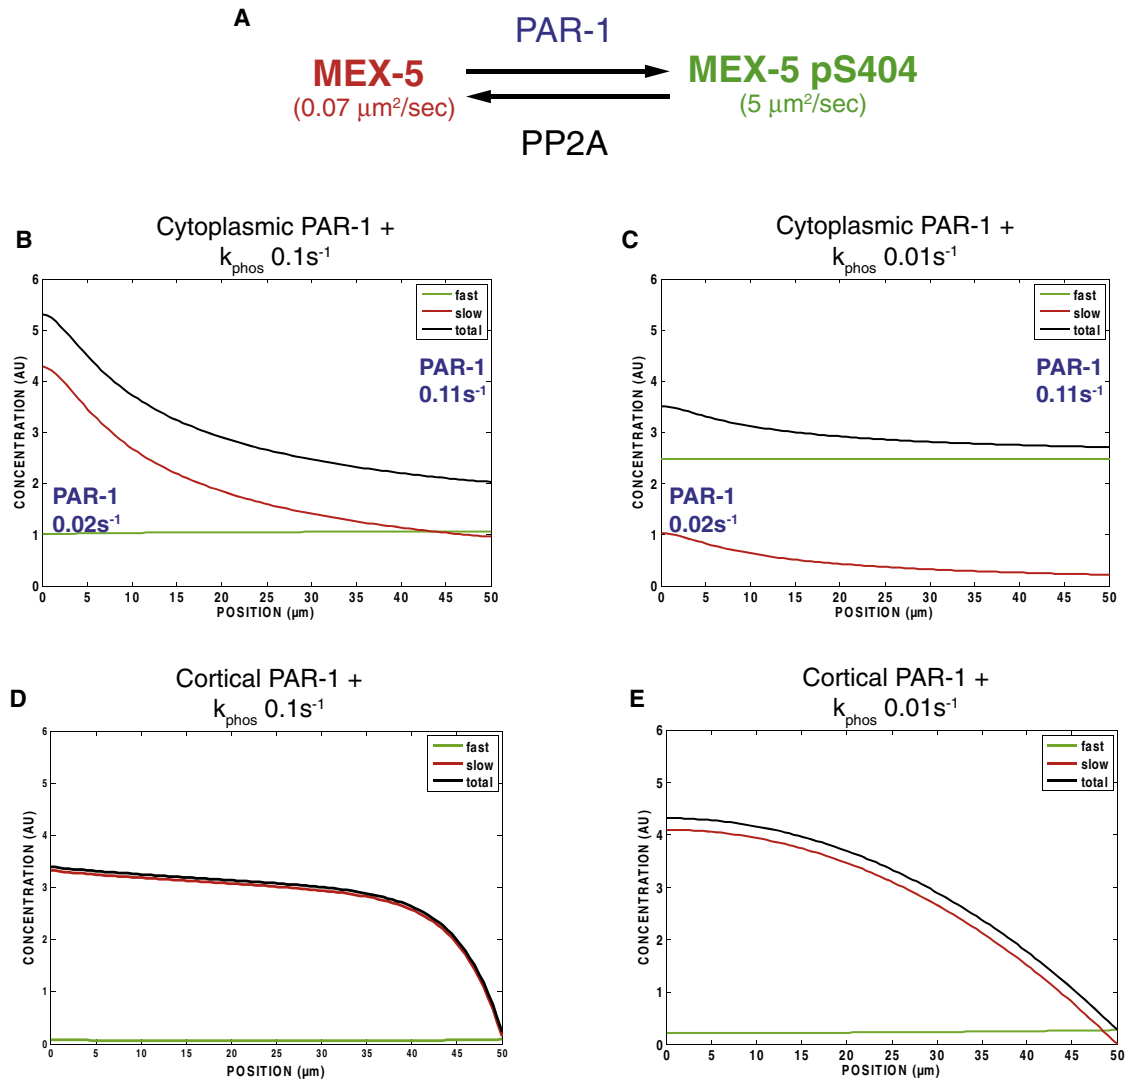 A
PAR-1
MEX-5
MEX-5 pS404
(0.07 μm²/sec)
(5 μm²/sec)
PP2A
B
Cytoplasmic PAR-1 +
kphos 0.1s⁻¹
6
5
4
3
2
1
0
CONCENTRATION (AU)
fast
slow
total
PAR-1
0.11s⁻¹
PAR-1
0.02s⁻¹
0 5 10 15 20 25 30 35 40 45 50
POSITION (μm)
C
Cytoplasmic PAR-1 +
kphos 0.01s⁻¹
6
5
4
3
2
1
0
CONCENTRATION (AU)
fast
slow
total
PAR-1
0.11s⁻¹
PAR-1
0.02s⁻¹
0 5 10 15 20 25 30 35 40 45 50
POSITION (μm)
D
Cortical PAR-1 +
kphos 0.1s⁻¹
6
5
4
3
2
1
0
CONCENTRATION (AU)
fast
slow
total
0 5 10 15 20 25 30 35 40 45 50
POSITION (μm)
E
Cortical PAR-1 +
kphos 0.01s⁻¹
6
5
4
3
2
1
0
CONCENTRATION (AU)
fast
slow
total
0 5 10 15 20 25 30 35 40 45 50
POSITION (μm)